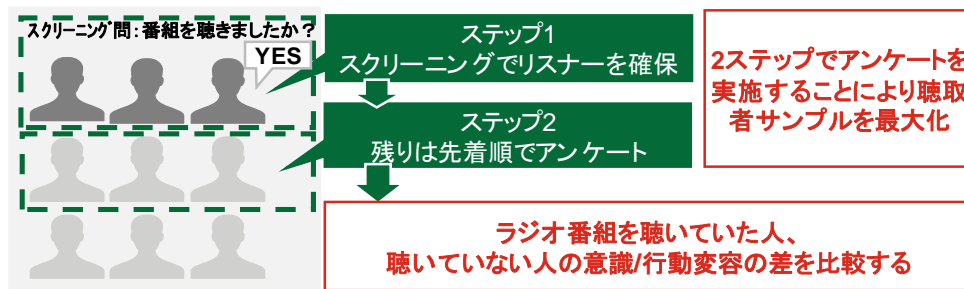 スクリーニング問：番組を聴きましたか？
YES
ステップ1
スクリーニングでリスナーを確保
ステップ2
残りは先着順でアンケート
2ステップでアンケートを
実施することにより聴取
者サンプルを最大化
ラジオ番組を聴いていた人、
聴いていない人の意識/行動変容の差を比較する